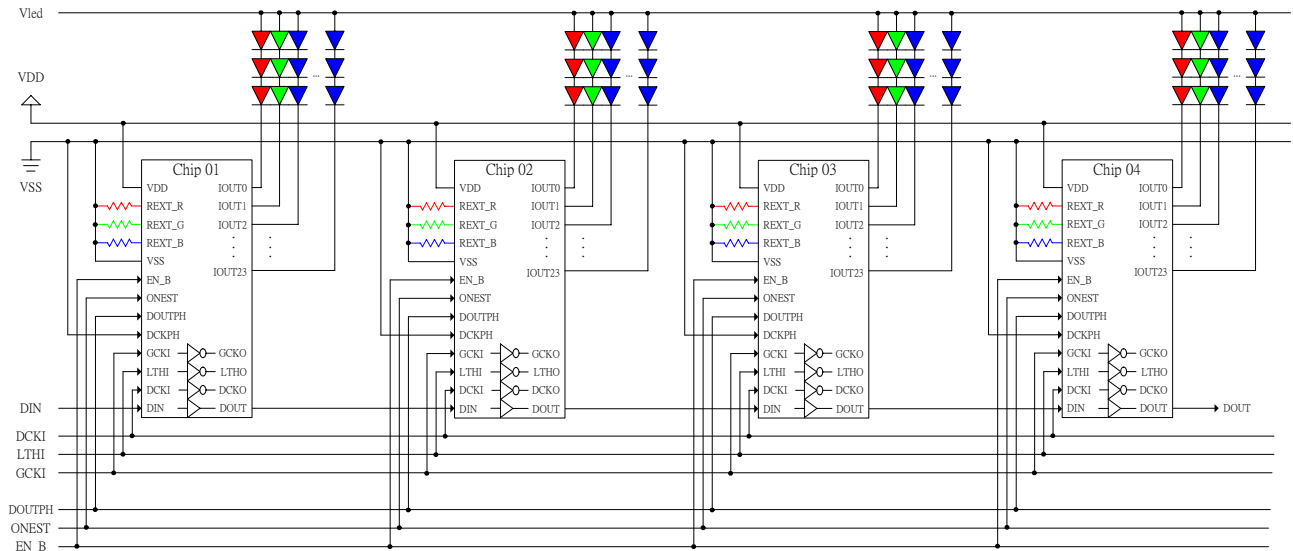 Vled
VDD
VSS
... ... ... ...
Chip 01 Chip 02 Chip 03 Chip 04
VDD IOUT0 VDD IOUT0 VDD IOUT0 VDD IOUT0
REXT_R IOUT1 REXT_R IOUT1 REXT_R IOUT1 REXT_R IOUT1
REXT_G IOUT2 REXT_G IOUT2 REXT_G IOUT2 REXT_G IOUT2
REXT_B REXT_B REXT_B REXT_B
VSS IOUT23 VSS IOUT23 VSS IOUT23 VSS IOUT23
EN_B EN_B EN_B EN_B
ONEST ONEST ONEST ONEST
DOUTPH DOUTPH DOUTPH DOUTPH
DCKPH DCKPH DCKPH DCKPH
GCKI GCKO GCKI GCKO GCKI GCKO GCKI GCKO
LTHI LTHO LTHI LTHO LTHI LTHO LTHI LTHO
DCKI DCKO DCKI DCKO DCKI DCKO DCKI DCKO
DIN DIN DOUT DIN DOUT DIN DOUT DIN DOUT DOUT
DCKI
LTHI
GCKI
DOUTPH
ONEST
EN_B